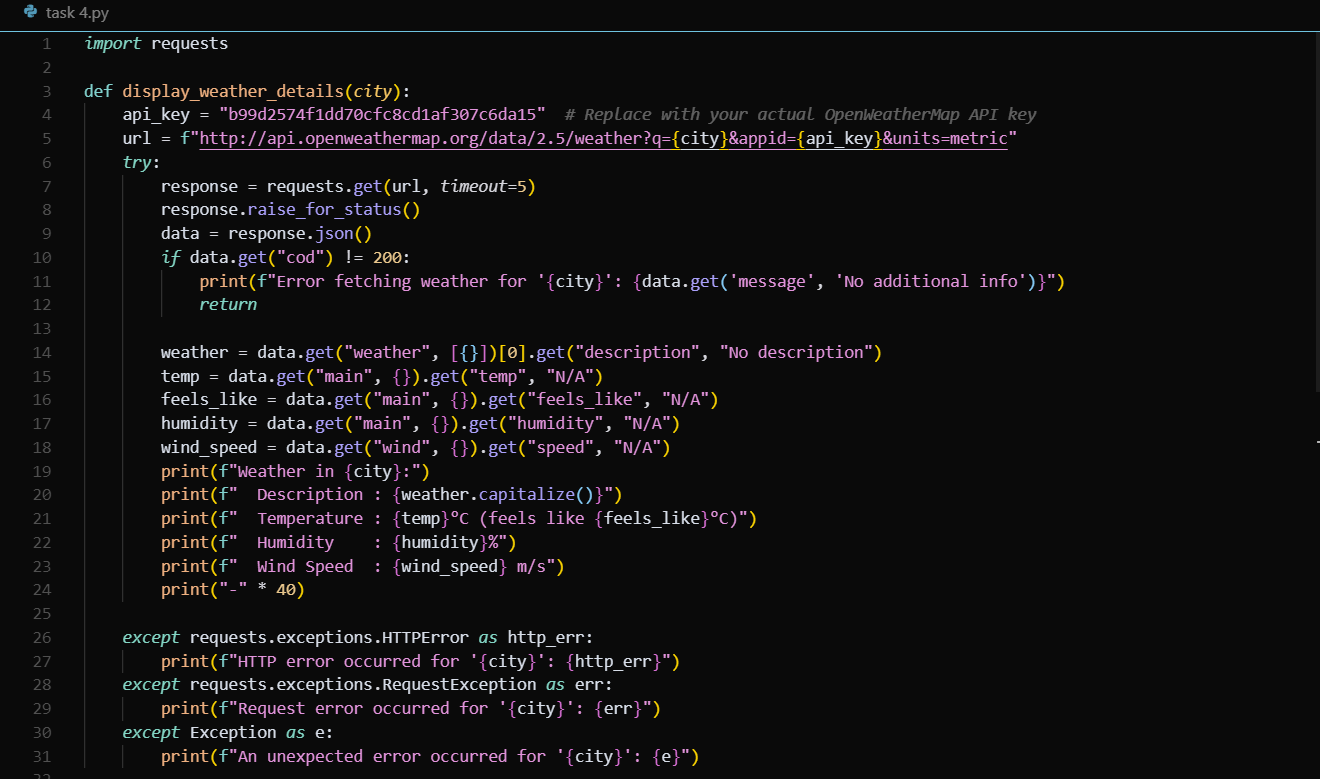 task 4.py
1 import requests
2
3 def display_weather_details(city):
4     api_key = "b99d2574f1dd70cfc8cd1af307c6da15"  # Replace with your actual OpenWeatherMap API key
5     url = f"http://api.openweathermap.org/data/2.5/weather?q={city}&appid={api_key}&units=metric"
6     try:
7         response = requests.get(url, timeout=5)
8         response.raise_for_status()
9         data = response.json()
10         if data.get("cod") != 200:
11             print(f"Error fetching weather for '{city}': {data.get('message', 'No additional info')}")
12             return
13
14         weather = data.get("weather", [{}])[0].get("description", "No description")
15         temp = data.get("main", {}).get("temp", "N/A")
16         feels_like = data.get("main", {}).get("feels_like", "N/A")
17         humidity = data.get("main", {}).get("humidity", "N/A")
18         wind_speed = data.get("wind", {}).get("speed", "N/A")
19         print(f"Weather in {city}:")
20         print(f"  Description : {weather.capitalize()}")
21         print(f"  Temperature : {temp}°C (feels like {feels_like}°C)")
22         print(f"  Humidity    : {humidity}%")
23         print(f"  Wind Speed  : {wind_speed} m/s")
24         print("-" * 40)
25
26     except requests.exceptions.HTTPError as http_err:
27         print(f"HTTP error occurred for '{city}': {http_err}")
28     except requests.exceptions.RequestException as err:
29         print(f"Request error occurred for '{city}': {err}")
30     except Exception as e:
31         print(f"An unexpected error occurred for '{city}': {e}")